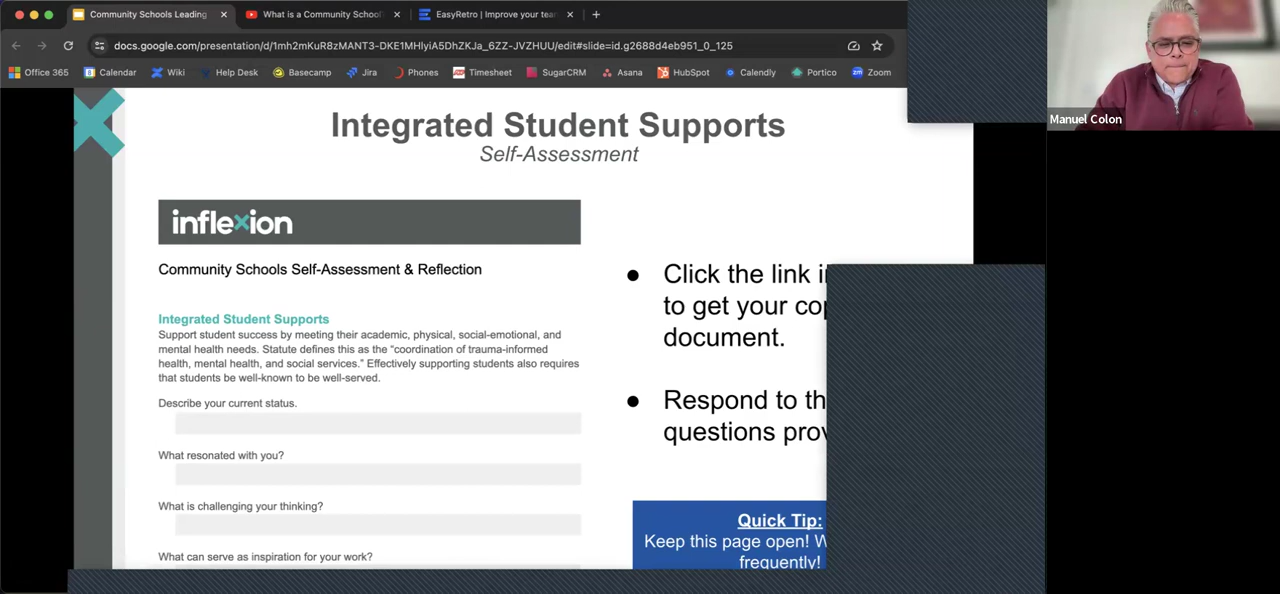 Community Schools Leading
What is a Community School
EasyRetro | Improve your tea
docs.google.com/presentation/d/1mh2mKuR8zMANT3-DKE1MHlyiA5DhZKJa_6ZZ-JVZHUU/edit#slide=id.g2688d4eb951_0_125
Office 365 Calendar Wiki Help Desk Basecamp Jira Phones Timesheet SugarCRM Asana HubSpot Calendly Portico Zoom
Manuel Colon
Integrated Student Supports
Self-Assessment
inflexion
Community Schools Self-Assessment & Reflection
Integrated Student Supports
Support student success by meeting their academic, physical, social-emotional, and
mental health needs. Statute defines this as the “coordination of trauma-informed
health, mental health, and social services.” Effectively supporting students also requires
that students be well-known to be well-served.
Describe your current status.
What resonated with you?
What is challenging your thinking?
What can serve as inspiration for your work?
Click the link
to get your
document.
Respond to
questions
Quick Tip:
Keep this page open!
frequently!